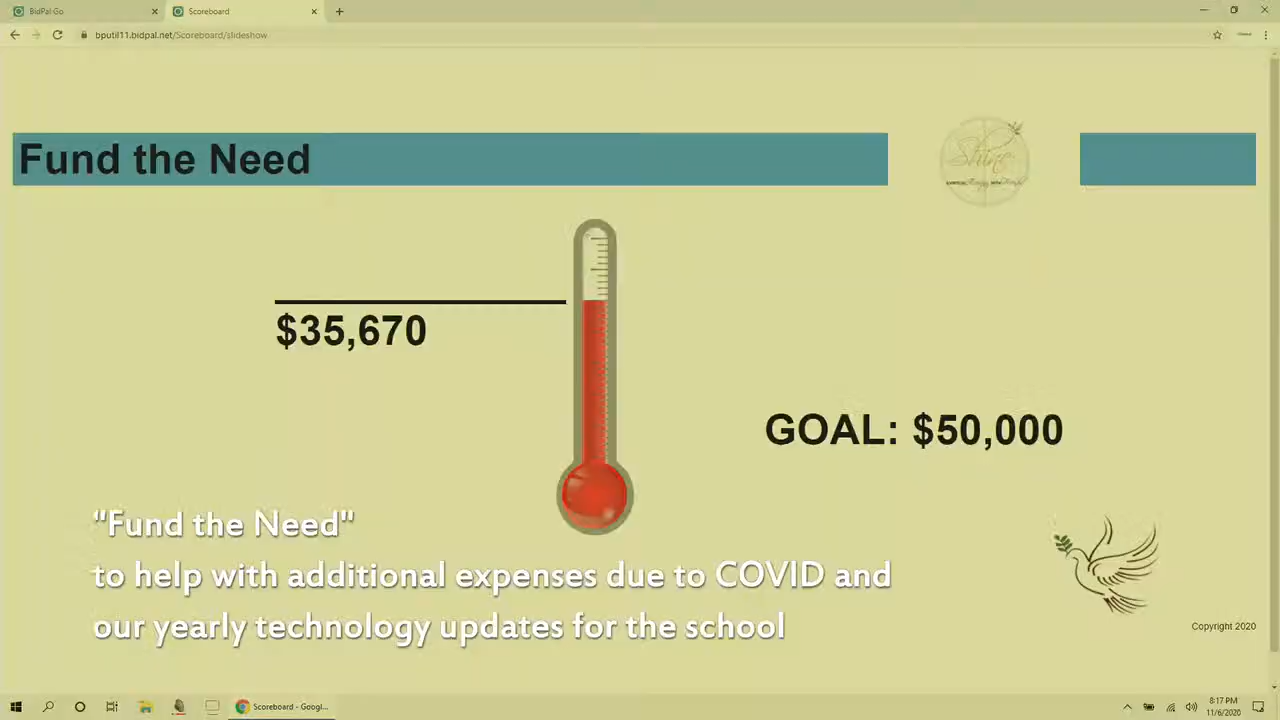 BidPal Go
Scoreboard
bputil11.bidpal.net/Scoreboard/slideshow
Fund the Need
Shine
$35,670
GOAL: $50,000
"Fund the Need"
to help with additional expenses due to COVID and
our yearly technology updates for the school
Copyright 2020
Scoreboard - Googl...
8:17 PM
11/6/2020